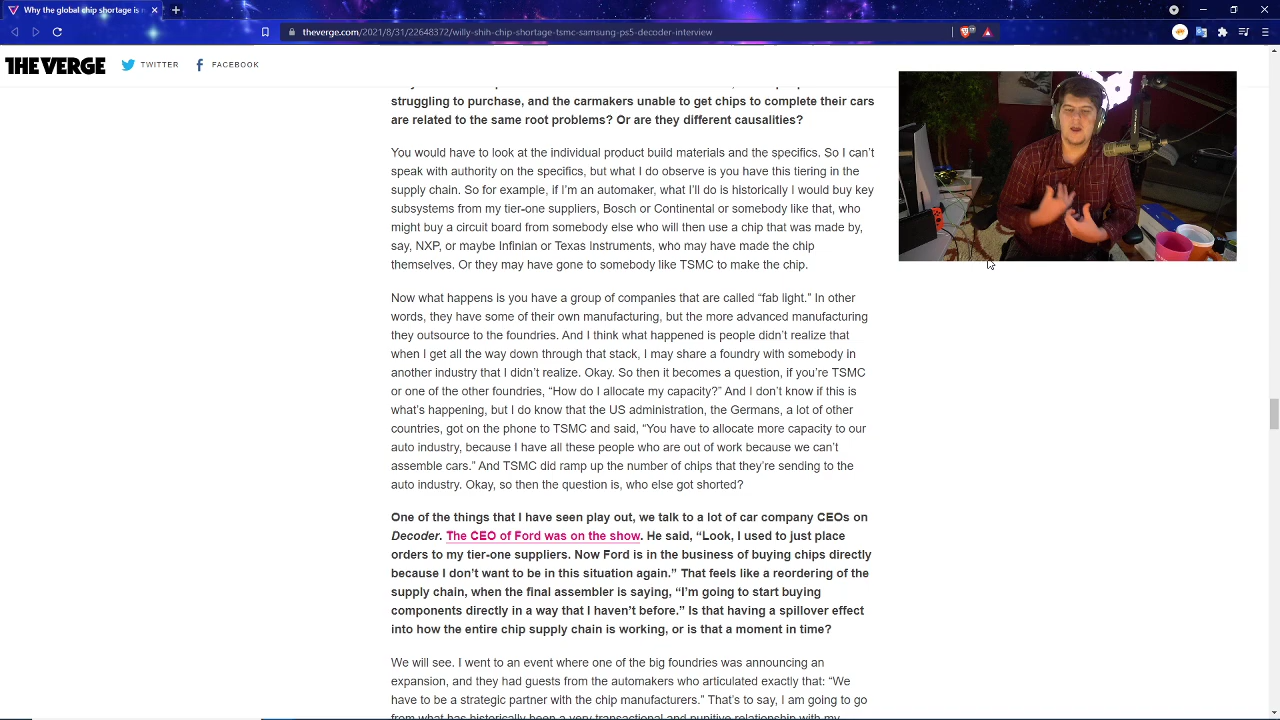 Why the global chip shortage is
theverge.com/2021/8/31/22648372/willy-shih-chip-shortage-tsmc-samsung-ps5-decoder-interview
THE VERGE TWITTER FACEBOOK
struggling to purchase, and the carmakers unable to get chips to complete their cars
are related to the same root problems? Or are they different causalities?
You would have to look at the individual product build materials and the specifics. So I can’t
speak with authority on the specifics, but what I do observe is you have this tiering in the
supply chain. So for example, if I’m an automaker, what I’ll do is historically I would buy key
subsystems from my tier-one suppliers, Bosch or Continental or somebody like that, who
might buy a circuit board from somebody else who will then use a chip that was made by,
say, NXP, or maybe Infinian or Texas Instruments, who may have made the chip
themselves. Or they may have gone to somebody like TSMC to make the chip.
Now what happens is you have a group of companies that are called “fab light.” In other
words, they have some of their own manufacturing, but the more advanced manufacturing
they outsource to the foundries. And I think what happened is people didn’t realize that
when I get all the way down through that stack, I may share a foundry with somebody in
another industry that I didn’t realize. Okay. So then it becomes a question, if you’re TSMC
or one of the other foundries, “How do I allocate my capacity?” And I don’t know if this is
what’s happening, but I do know that the US administration, the Germans, a lot of other
countries, got on the phone to TSMC and said, “You have to allocate more capacity to our
auto industry, because I have all these people who are out of work because we can’t
assemble cars.” And TSMC did ramp up the number of chips that they’re sending to the
auto industry. Okay, so then the question is, who else got shorted?
One of the things that I have seen play out, we talk to a lot of car company CEOs on
Decoder. The CEO of Ford was on the show. He said, “Look, I used to just place
orders to my tier-one suppliers. Now Ford is in the business of buying chips directly
because I don’t want to be in this situation again.” That feels like a reordering of the
supply chain, when the final assembler is saying, “I’m going to start buying
components directly in a way that I haven’t before.” Is that having a spillover effect
into how the entire chip supply chain is working, or is that a moment in time?
We will see. I went to an event where one of the big foundries was announcing an
expansion, and they had guests from the automakers who articulated exactly that: “We
have to be a strategic partner with the chip manufacturers.” That’s to say, I am going to go
from what has historically been a very transactional and punitive relationship with my